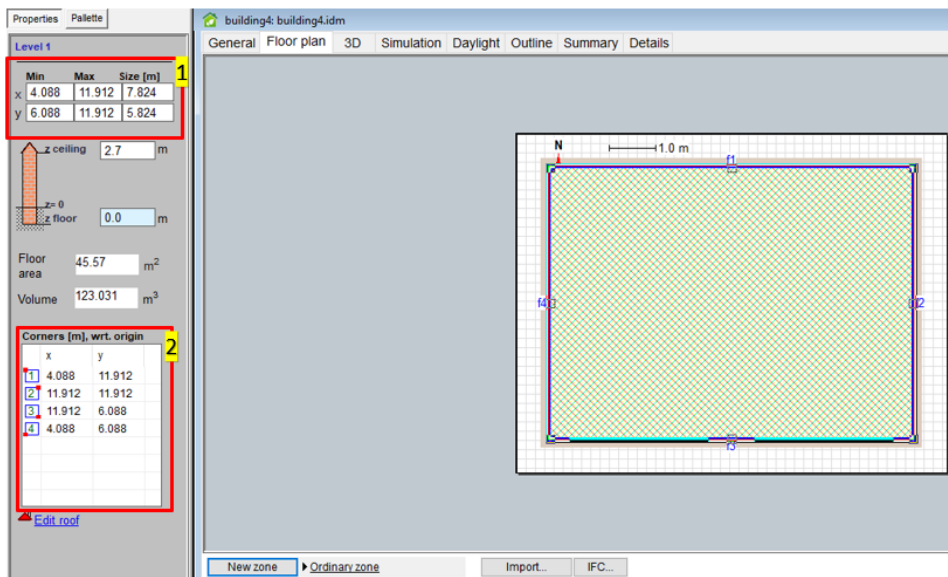 Properties Palette
building4: building4.idm
General Floor plan 3D Simulation Daylight Outline Summary Details
Level 1
1
Min Max Size [m]
x 4.088 11.912 7.824
y 6.088 11.912 5.824
z ceiling 2.7 m
z= 0
z floor 0.0 m
Floor area 45.57 m2
Volume 123.031 m3
2
Corners [m], wrt. origin
x y
1 4.088 11.912
2 11.912 11.912
3 11.912 6.088
4 4.088 6.088
Edit roof
N 1.0 m
f1
f4 f2
f3
New zone Ordinary zone Import... IFC...